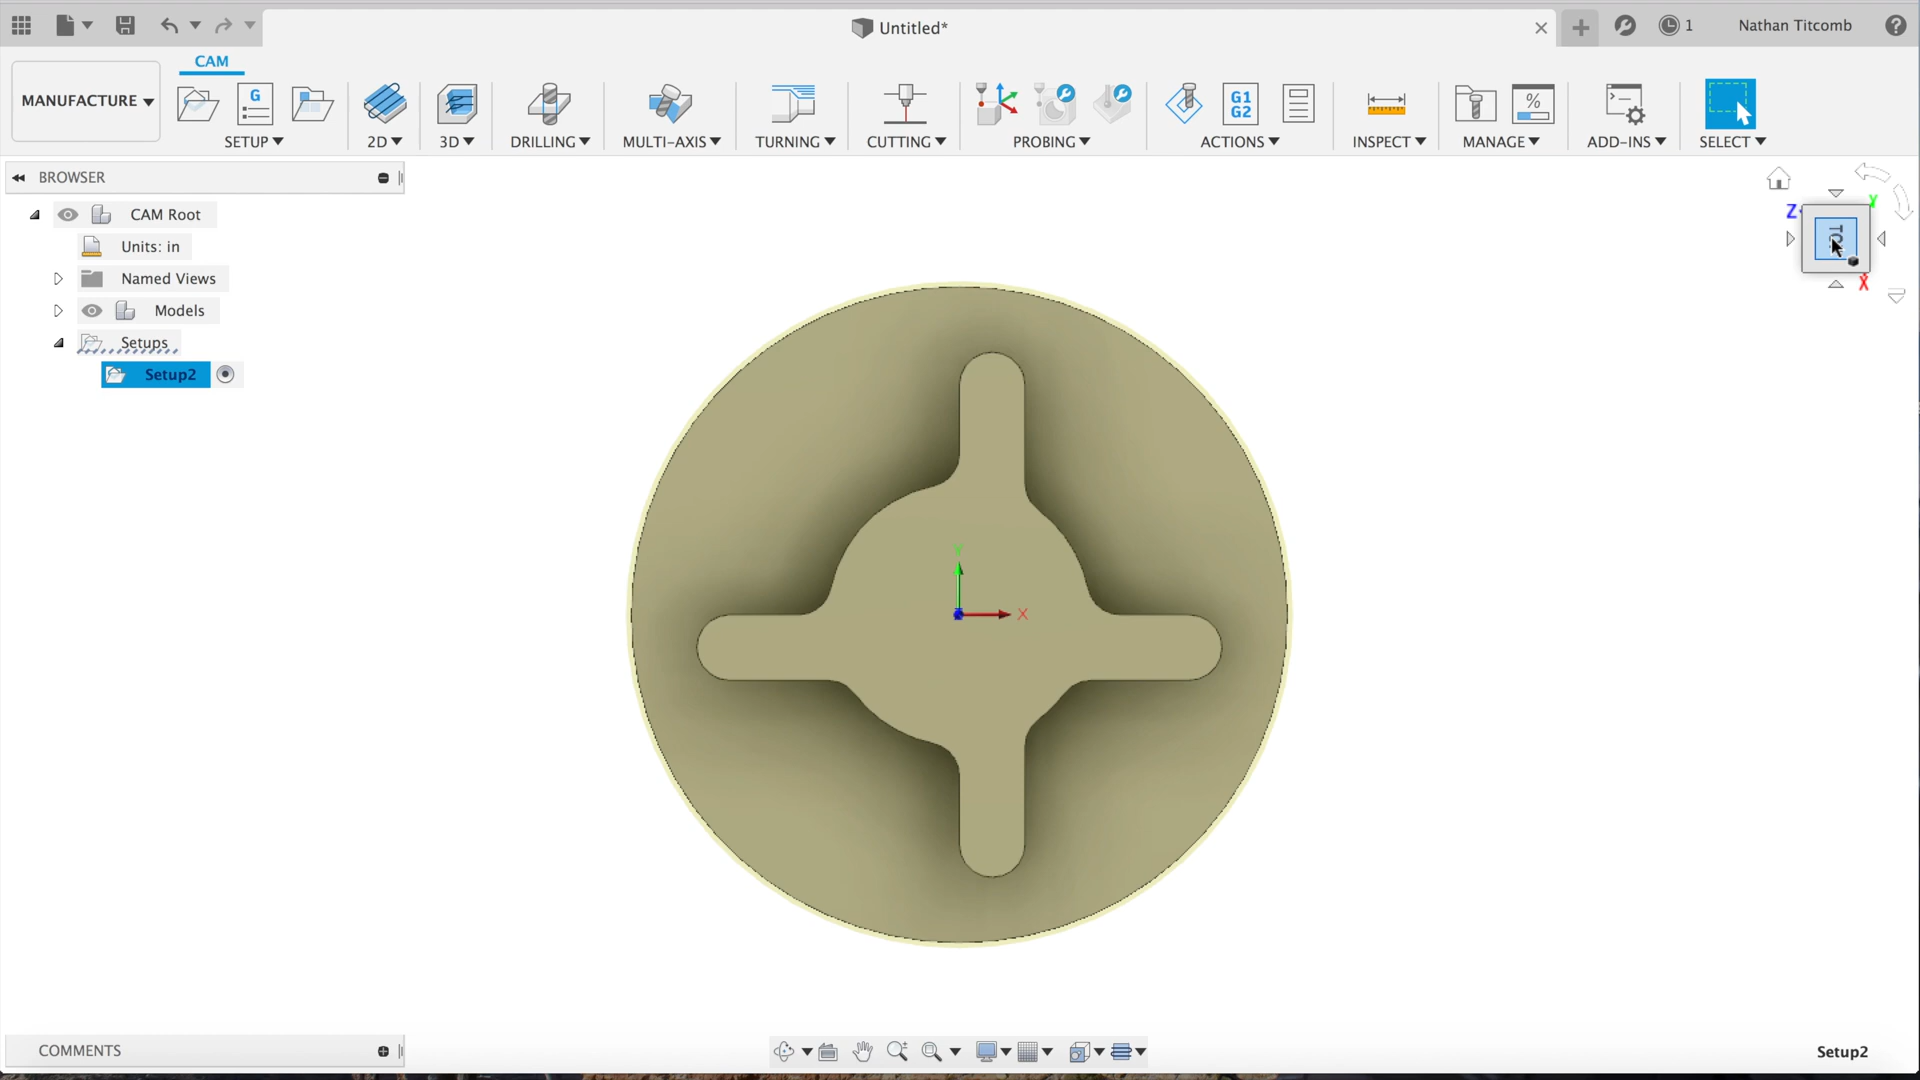 Untitled*
1
Nathan Titcomb
CAM
MANUFACTURE
G
G1
G2
%
SETUP
2D
3D
DRILLING
MULTI-AXIS
TURNING
CUTTING
PROBING
ACTIONS
INSPECT
MANAGE
ADD-INS
SELECT
BROWSER
CAM Root
Units: in
Named Views
Models
Setups
Setup2
Z
Y
X
Y
X
COMMENTS
Setup2